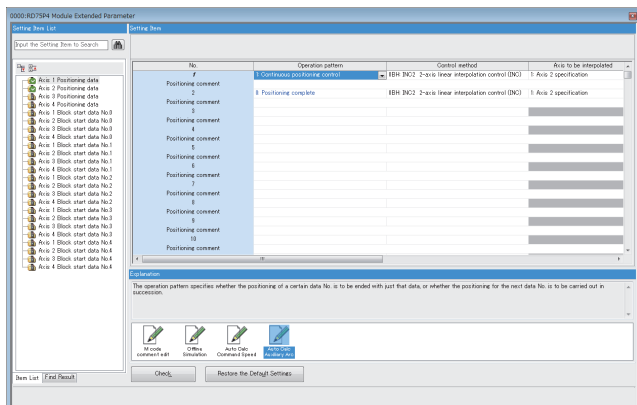 0000:RD75P4 Module Extended Parameter
Setting Item List
Setting Item
Input the Setting Item to Search
Axis 1 Positioning data
Axis 2 Positioning data
Axis 3 Positioning data
Axis 4 Positioning data
Axis 1 Block start data No.0
Axis 2 Block start data No.0
Axis 3 Block start data No.0
Axis 4 Block start data No.0
Axis 1 Block start data No.1
Axis 2 Block start data No.1
Axis 3 Block start data No.1
Axis 4 Block start data No.1
Axis 1 Block start data No.2
Axis 2 Block start data No.2
Axis 3 Block start data No.2
Axis 4 Block start data No.2
Axis 1 Block start data No.3
Axis 2 Block start data No.3
Axis 3 Block start data No.3
Axis 4 Block start data No.3
Axis 1 Block start data No.4
Axis 2 Block start data No.4
Axis 3 Block start data No.4
Axis 4 Block start data No.4
Item List Find Result
No. Operation pattern Control method Axis to be interpolated
1 1: Continuous positioning control 0BH: INC2 2-axis linear interpolation control (INC) 1: Axis 2 specification
Positioning comment
2 0: Positioning complete 0BH: INC2 2-axis linear interpolation control (INC) 1: Axis 2 specification
Positioning comment
3
Positioning comment
4
Positioning comment
5
Positioning comment
6
Positioning comment
7
Positioning comment
8
Positioning comment
9
Positioning comment
10
Positioning comment
Explanation
The operation pattern specifies whether the positioning of a certain data No. is to be ended with just that data, or whether the positioning for the next data No. is to be carried out in
succession.
M code comment edit
Offline Simulation
Auto Calc Command Speed
Auto Calc Auxiliary Arc
Check
Restore the Default Settings